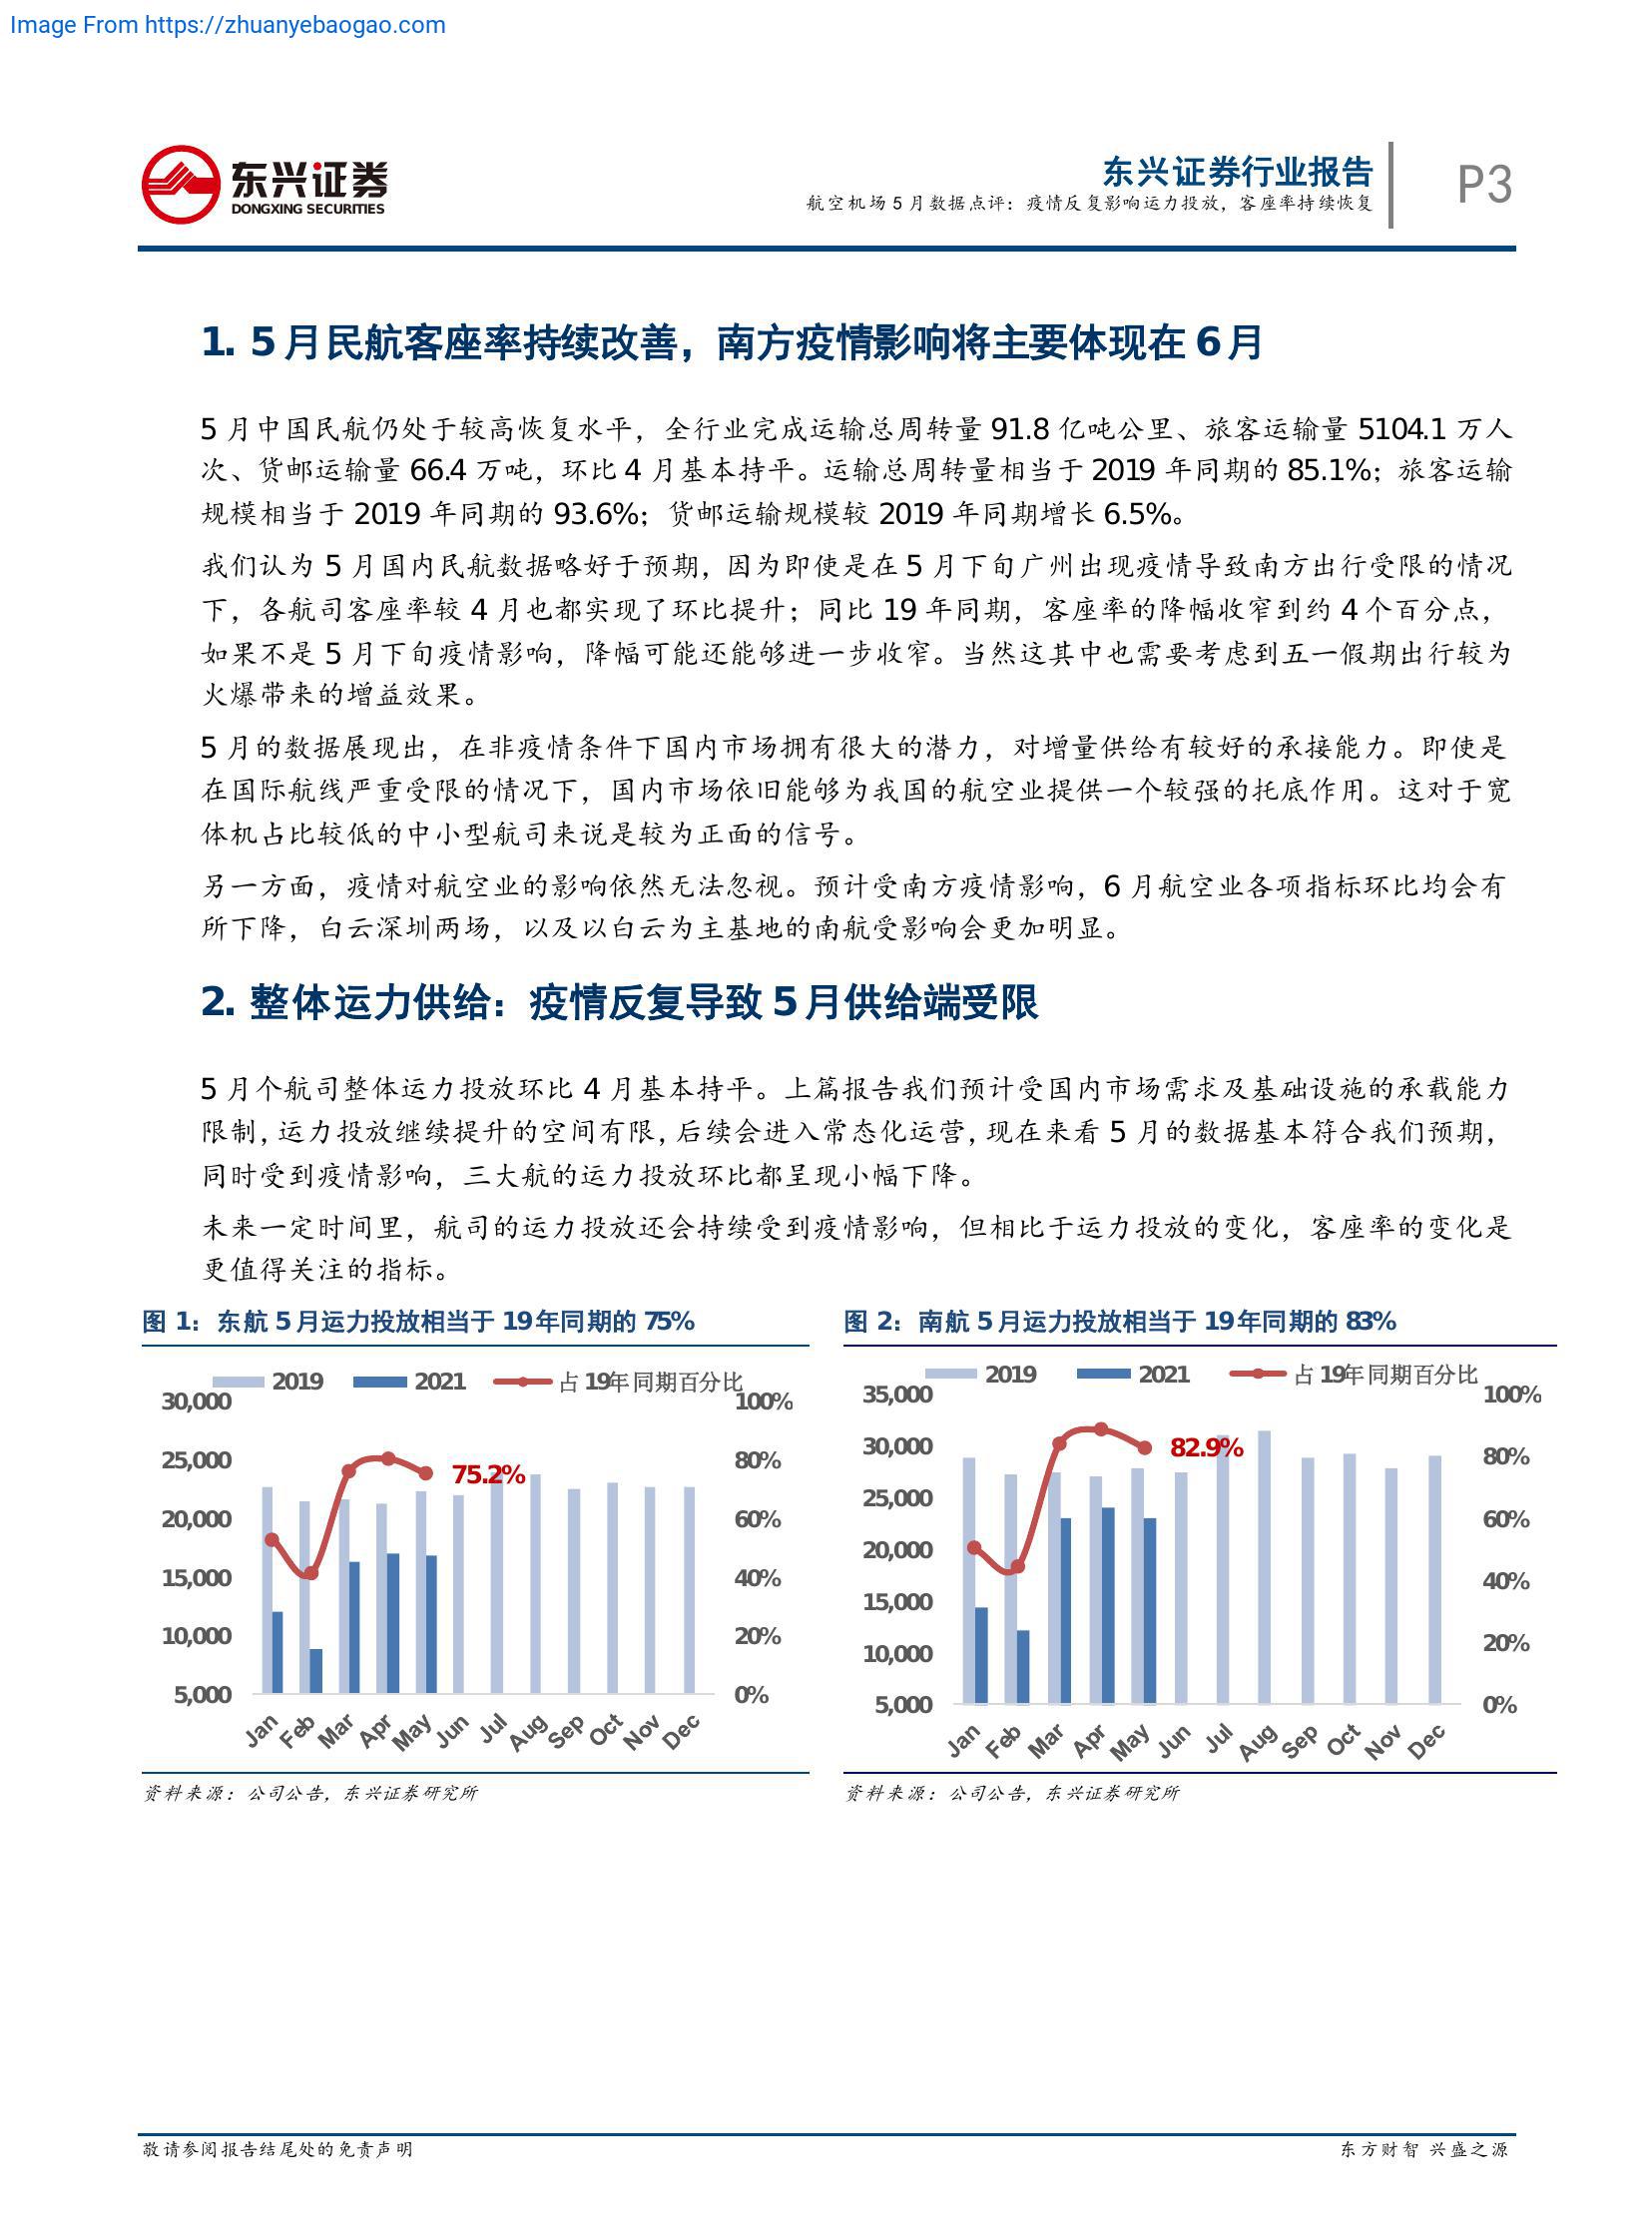 Image From https://zhuanyebaogao.com
东兴证券
DONGXING SECURITIES
东兴证券行业报告
航空机场 5 月数据点评：疫情反复影响运力投放，客座率持续恢复
P3
1. 5 月民航客座率持续改善，南方疫情影响将主要体现在 6 月
5 月中国民航仍处于较高恢复水平，全行业完成运输总周转量 91.8 亿吨公里、旅客运输量 5104.1 万人
次、货邮运输量 66.4 万吨，环比 4 月基本持平。运输总周转量相当于 2019 年同期的 85.1%；旅客运输
规模相当于 2019 年同期的 93.6%；货邮运输规模较 2019 年同期增长 6.5%。
我们认为 5 月国内民航数据略好于预期，因为即使是在 5 月下旬广州出现疫情导致南方出行受限的情况
下，各航司客座率较 4 月也都实现了环比提升；同比 19 年同期，客座率的降幅收窄到约 4 个百分点，
如果不是 5 月下旬疫情影响，降幅可能还能够进一步收窄。当然这其中也需要考虑到五一假期出行较为
火爆带来的增益效果。
5 月的数据展现出，在非疫情条件下国内市场拥有很大的潜力，对增量供给有较好的承接能力。即使是
在国际航线严重受限的情况下，国内市场依旧能够为我国的航空业提供一个较强的托底作用。这对于宽
体机占比较低的中小型航司来说是较为正面的信号。
另一方面，疫情对航空业的影响依然无法忽视。预计受南方疫情影响，6 月航空业各项指标环比均会有
所下降，白云深圳两场，以及以白云为主基地的南航受影响会更加明显。
2. 整体运力供给：疫情反复导致 5 月供给端受限
5 月个航司整体运力投放环比 4 月基本持平。上篇报告我们预计受国内市场需求及基础设施的承载能力
限制，运力投放继续提升的空间有限，后续会进入常态化运营，现在来看 5 月的数据基本符合我们预期，
同时受到疫情影响，三大航的运力投放环比都呈现小幅下降。
未来一定时间里，航司的运力投放还会持续受到疫情影响，但相比于运力投放的变化，客座率的变化是
更值得关注的指标。
图 1：东航 5 月运力投放相当于 19 年同期的 75%
2019 2021 占 19年同期百分比
30,000
25,000
20,000
15,000
10,000
5,000
100%
80%
60%
40%
20%
0%
75.2%
Jan Feb Mar Apr May Jun Jul Aug Sep Oct Nov Dec
资料来源：公司公告，东兴证券研究所
图 2：南航 5 月运力投放相当于 19 年同期的 83%
2019 2021 占 19年同期百分比
35,000
30,000
25,000
20,000
15,000
10,000
5,000
100%
80%
60%
40%
20%
0%
82.9%
Jan Feb Mar Apr May Jun Jul Aug Sep Oct Nov Dec
资料来源：公司公告，东兴证券研究所
敬请参阅报告结尾处的免责声明
东方财智 兴盛之源